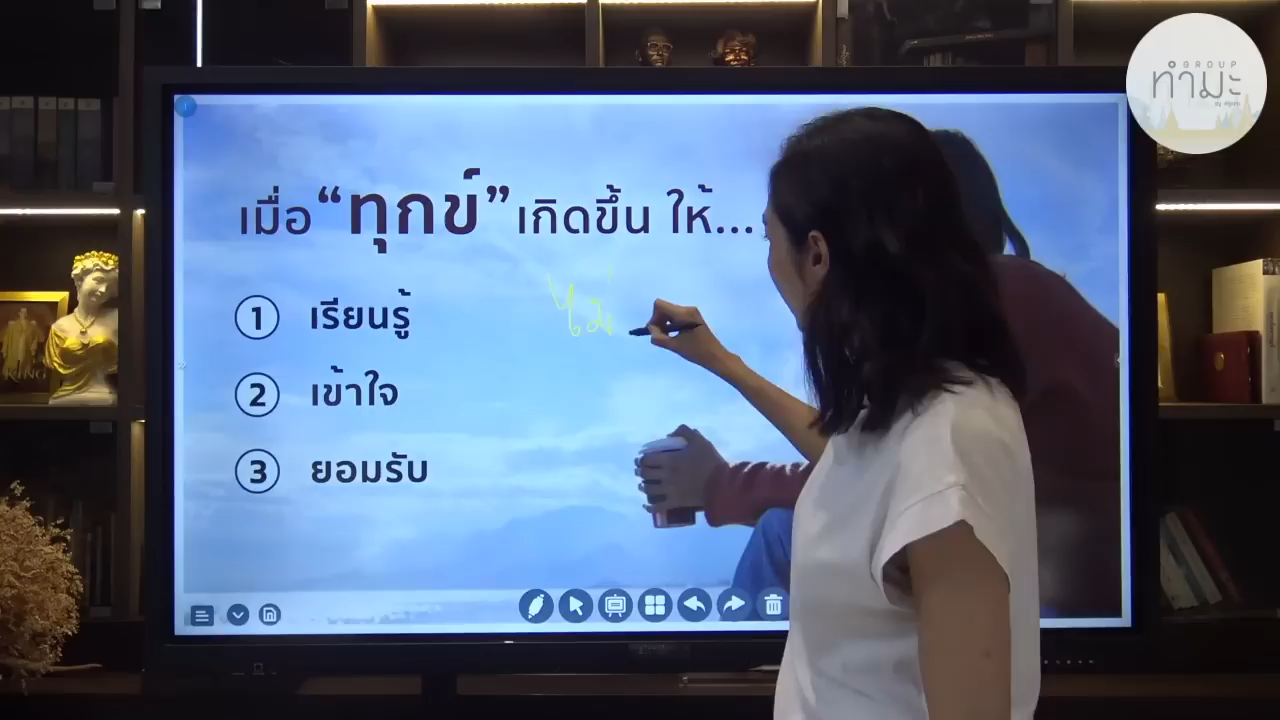 GROUP
ทำมะ
เมื่อ “ทุกข์” เกิดขึ้น ให้...
1 เรียนรู้
ไม่
2 เข้าใจ
3 ยอมรับ
KING